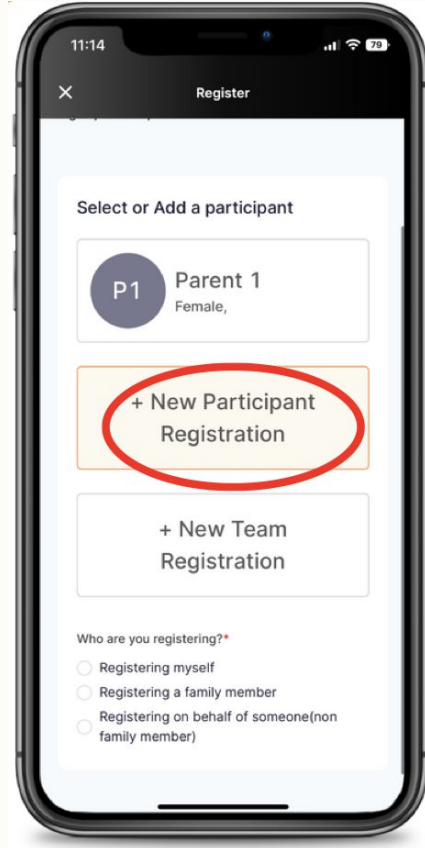 11:14
79
Register
Select or Add a participant
P1
Parent 1
Female,
+ New Participant
Registration
+ New Team
Registration
Who are you registering?*
Registering myself
Registering a family member
Registering on behalf of someone(non
family member)